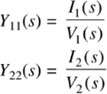 Y₁₁(s) = I₁(s) / V₁(s)
Y₂₂(s) = I₂(s) / V₂(s)